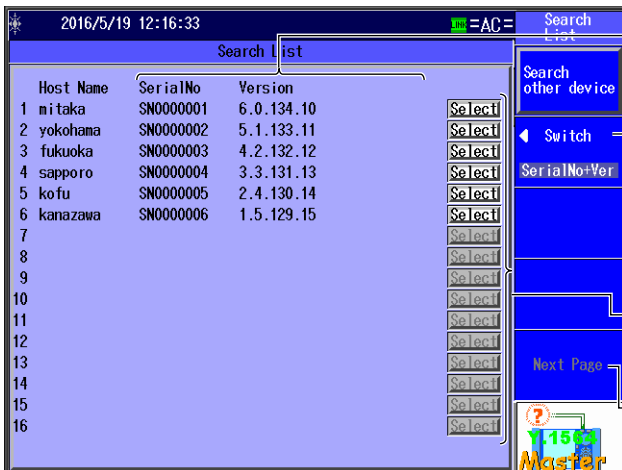 2016/5/19 12:16:33
LINK =AC=
Search List
Search List
Search other device
Host Name SerialNo Version
1 mitaka SN0000001 6.0.134.10 Select
2 yokohama SN0000002 5.1.133.11 Select
3 fukuoka SN0000003 4.2.132.12 Select
4 sapporo SN0000004 3.3.131.13 Select
5 kofu SN0000005 2.4.130.14 Select
6 kanazawa SN0000006 1.5.129.15 Select
7 Select
8 Select
9 Select
10 Select
11 Select
12 Select
13 Select
14 Select
15 Select
16 Select
Switch
SerialNo+Ver
Next Page
?
Y.1564
Master